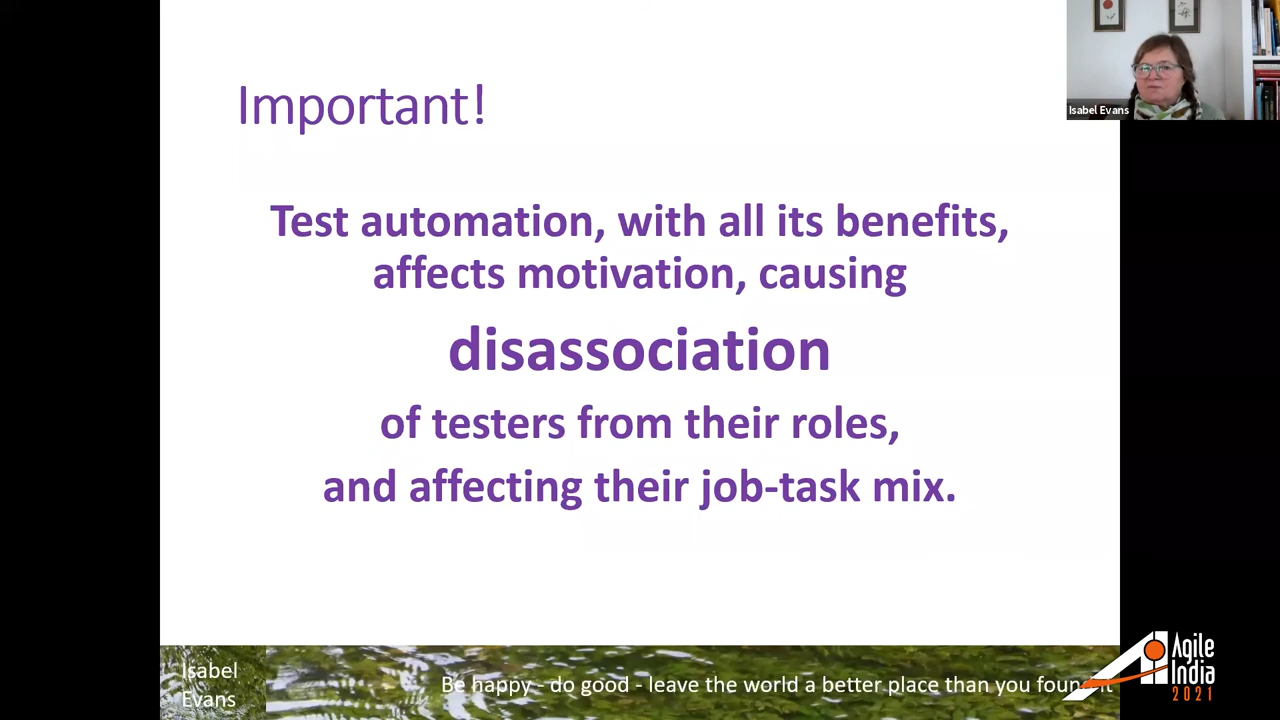 Important!
Isabel Evans
Test automation, with all its benefits,
affects motivation, causing
disassociation
of testers from their roles,
and affecting their job-task mix.
Isabel
Evans
Be happy - do good - leave the world a better place than you found it
Agile
India
2021